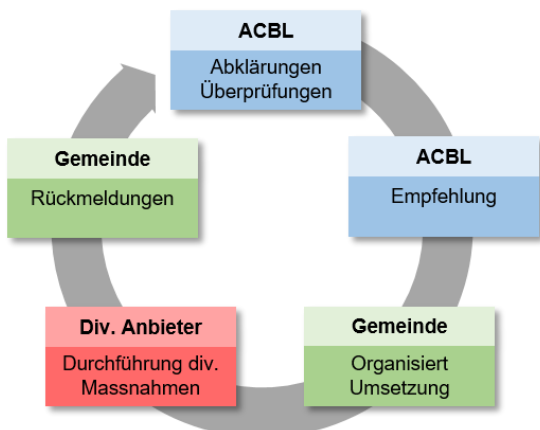 ACBL
Abklärungen
Überprüfungen
ACBL
Empfehlung
Gemeinde
Organisiert
Umsetzung
Div. Anbieter
Durchführung div.
Massnahmen
Gemeinde
Rückmeldungen